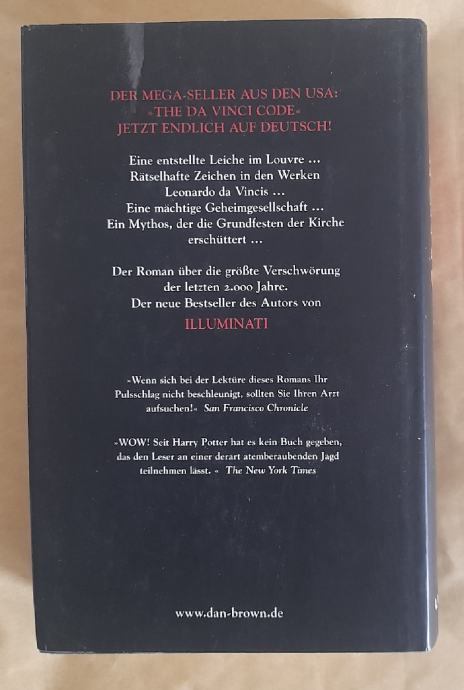 DER MEGA-SELLER AUS DEN USA:
»THE DA VINCI CODE«
JETZT ENDLICH AUF DEUTSCH!
Eine entstellte Leiche im Louvre ...
Rätselhafte Zeichen in den Werken
Leonardo da Vincis ...
Eine mächtige Geheimgesellschaft ...
Ein Mythos, der die Grundfesten der Kirche
erschüttert ...
Der Roman über die größte Verschwörung
der letzten 2.000 Jahre.
Der neue Bestseller des Autors von
ILLUMINATI
»Wenn sich bei der Lektüre dieses Romans Ihr
Pulsschlag nicht beschleunigt, sollten Sie Ihren Arzt
aufsuchen!« San Francisco Chronicle
»WOW! Seit Harry Potter hat es kein Buch gegeben,
das den Leser an einer derart atemberaubenden Jagd
teilnehmen lässt. « The New York Times
www.dan-brown.de